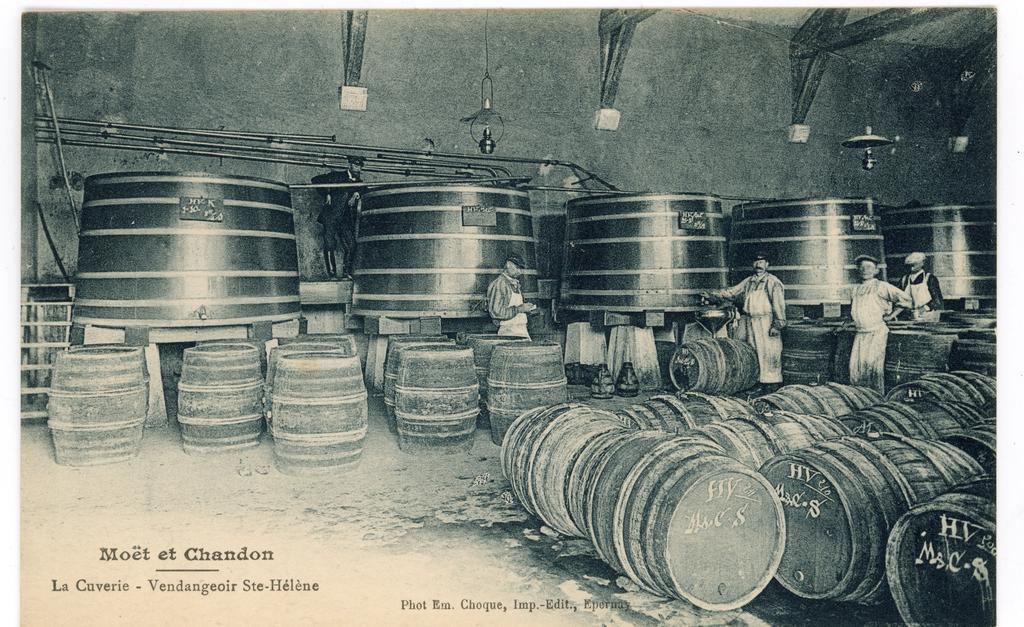 HV
M&C-S
HV
M&C-S
HV
M&C-S
Moët et Chandon
La Cuverie - Vendangeoir Ste-Hélène
Phot Em. Choque, Imp.-Edit., Epernay